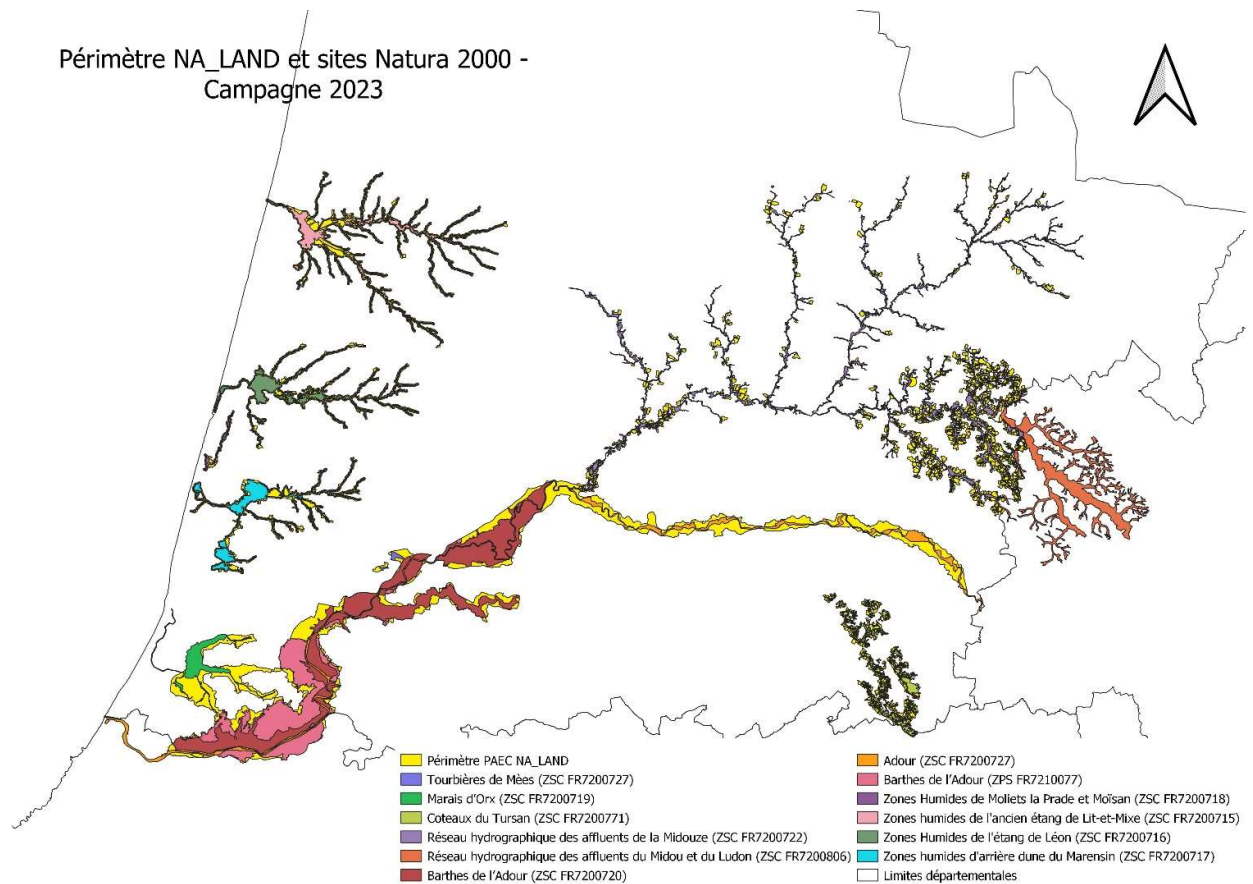 Périmètre NA_LAND et sites Natura 2000 -
Campagne 2023
Périmètre PAEC NA_LAND
Tourbières de Mèes (ZSC FR7200727)
Marais d'Orx (ZSC FR7200719)
Coteaux du Tursan (ZSC FR7200771)
Réseau hydrographique des affluents de la Midouze (ZSC FR7200722)
Réseau hydrographique des affluents du Midou et du Ludon (ZSC FR7200806)
Barthes de l'Adour (ZSC FR7200720)
Adour (ZSC FR7200727)
Barthes de l'Adour (ZPS FR7210077)
Zones Humides de Moliets la Prade et Moïsan (ZSC FR7200718)
Zones humides de l'ancien étang de Lit-et-Mixe (ZSC FR7200715)
Zones Humides de l'étang de Léon (ZSC FR7200716)
Zones humides d'arrière dune du Marensin (ZSC FR7200717)
Limites départementales